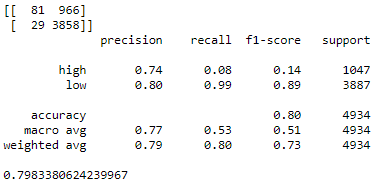 [[  81  966]
 [  29 3858]]
              precision    recall  f1-score   support

        high       0.74      0.08      0.14      1047
         low       0.80      0.99      0.89      3887

    accuracy                           0.80      4934
   macro avg       0.77      0.53      0.51      4934
weighted avg       0.79      0.80      0.73      4934

0.7983380624239967